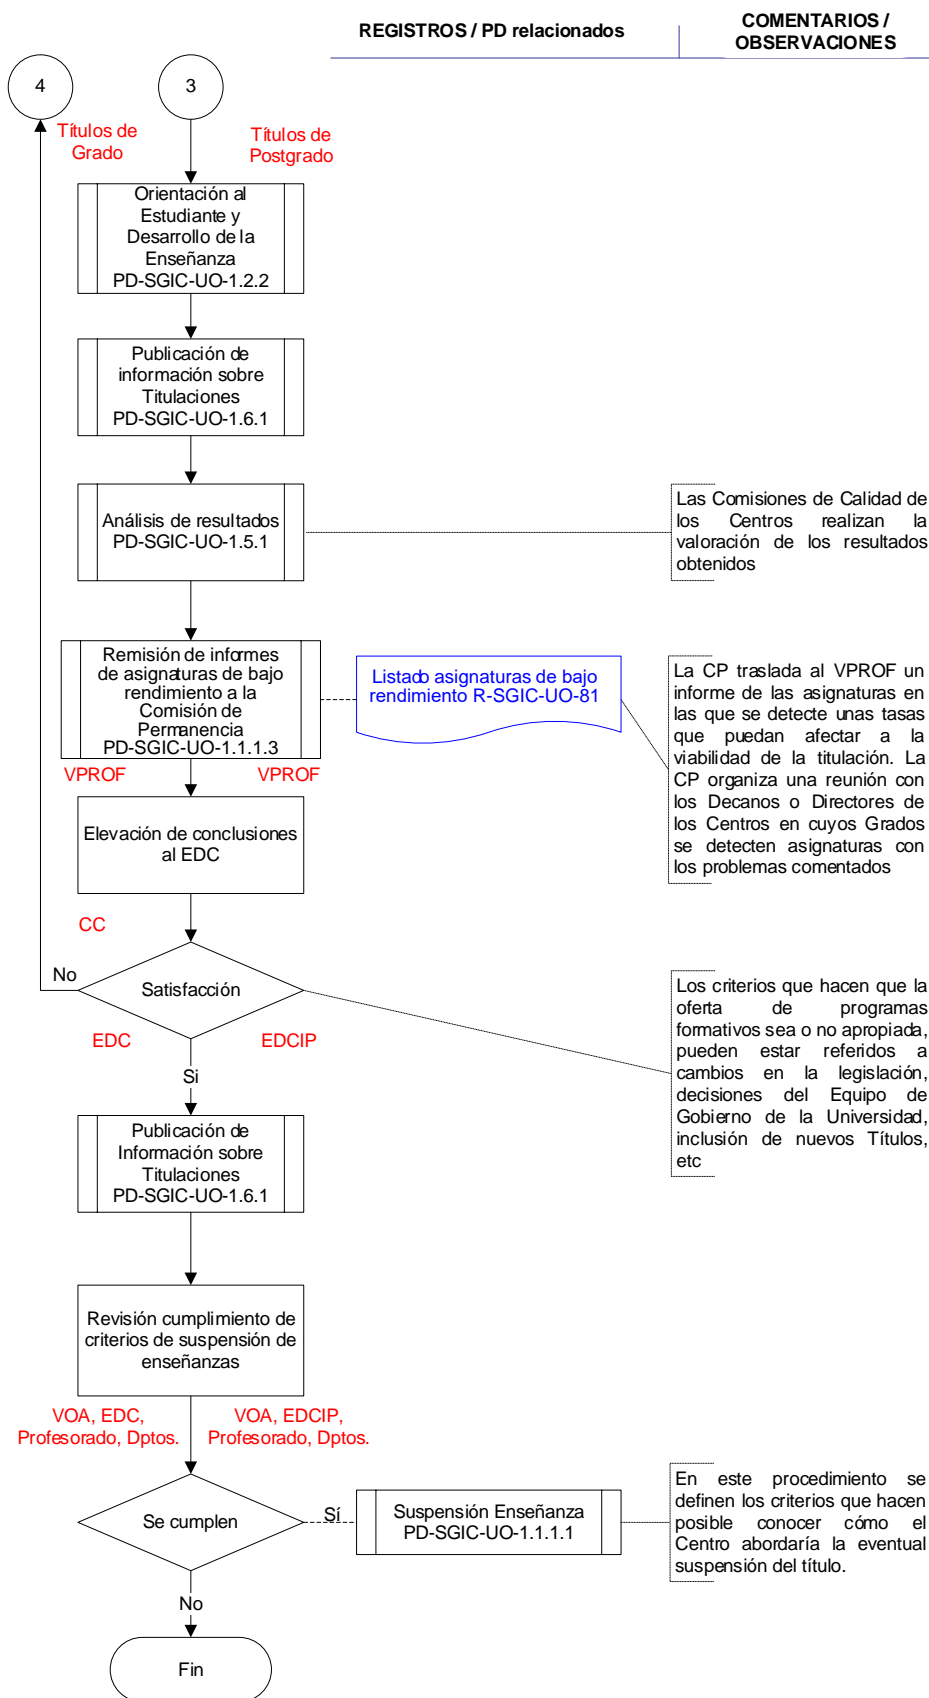 REGISTROS / PD relacionados
COMENTARIOS /
OBSERVACIONES
4
3
Títulos de
Grado
Títulos de
Postgrado
Orientación al
Estudiante y
Desarrollo de la
Enseñanza
PD-SGIC-UO-1.2.2
Publicación de
información sobre
Titulaciones
PD-SGIC-UO-1.6.1
Análisis de resultados
PD-SGIC-UO-1.5.1
Las Comisiones de Calidad de
los Centros realizan la
valoración de los resultados
obtenidos
Remisión de informes
de asignaturas de bajo
rendimiento a la
Comisión de
Permanencia
PD-SGIC-UO-1.1.1.3
Listado asignaturas de bajo
rendimiento R-SGIC-UO-81
La CP traslada al VPROF un
informe de las asignaturas en
las que se detecte unas tasas
que puedan afectar a la
viabilidad de la titulación. La
CP organiza una reunión con
los Decanos o Directores de
los Centros en cuyos Grados
se detecten asignaturas con
los problemas comentados
VPROF
VPROF
Elevación de conclusiones
al EDC
CC
No
Satisfacción
EDC
EDCIP
Si
Los criterios que hacen que la
oferta de programas
formativos sea o no apropiada,
pueden estar referidos a
cambios en la legislación,
decisiones del Equipo de
Gobierno de la Universidad,
inclusión de nuevos Títulos,
etc
Publicación de
Información sobre
Titulaciones
PD-SGIC-UO-1.6.1
Revisión cumplimiento de
criterios de suspensión de
enseñanzas
VOA, EDC,
Profesorado, Dptos.
VOA, EDCIP,
Profesorado, Dptos.
Se cumplen
Sí
Suspensión Enseñanza
PD-SGIC-UO-1.1.1.1
En este procedimiento se
definen los criterios que hacen
posible conocer cómo el
Centro abordaría la eventual
suspensión del título.
No
Fin